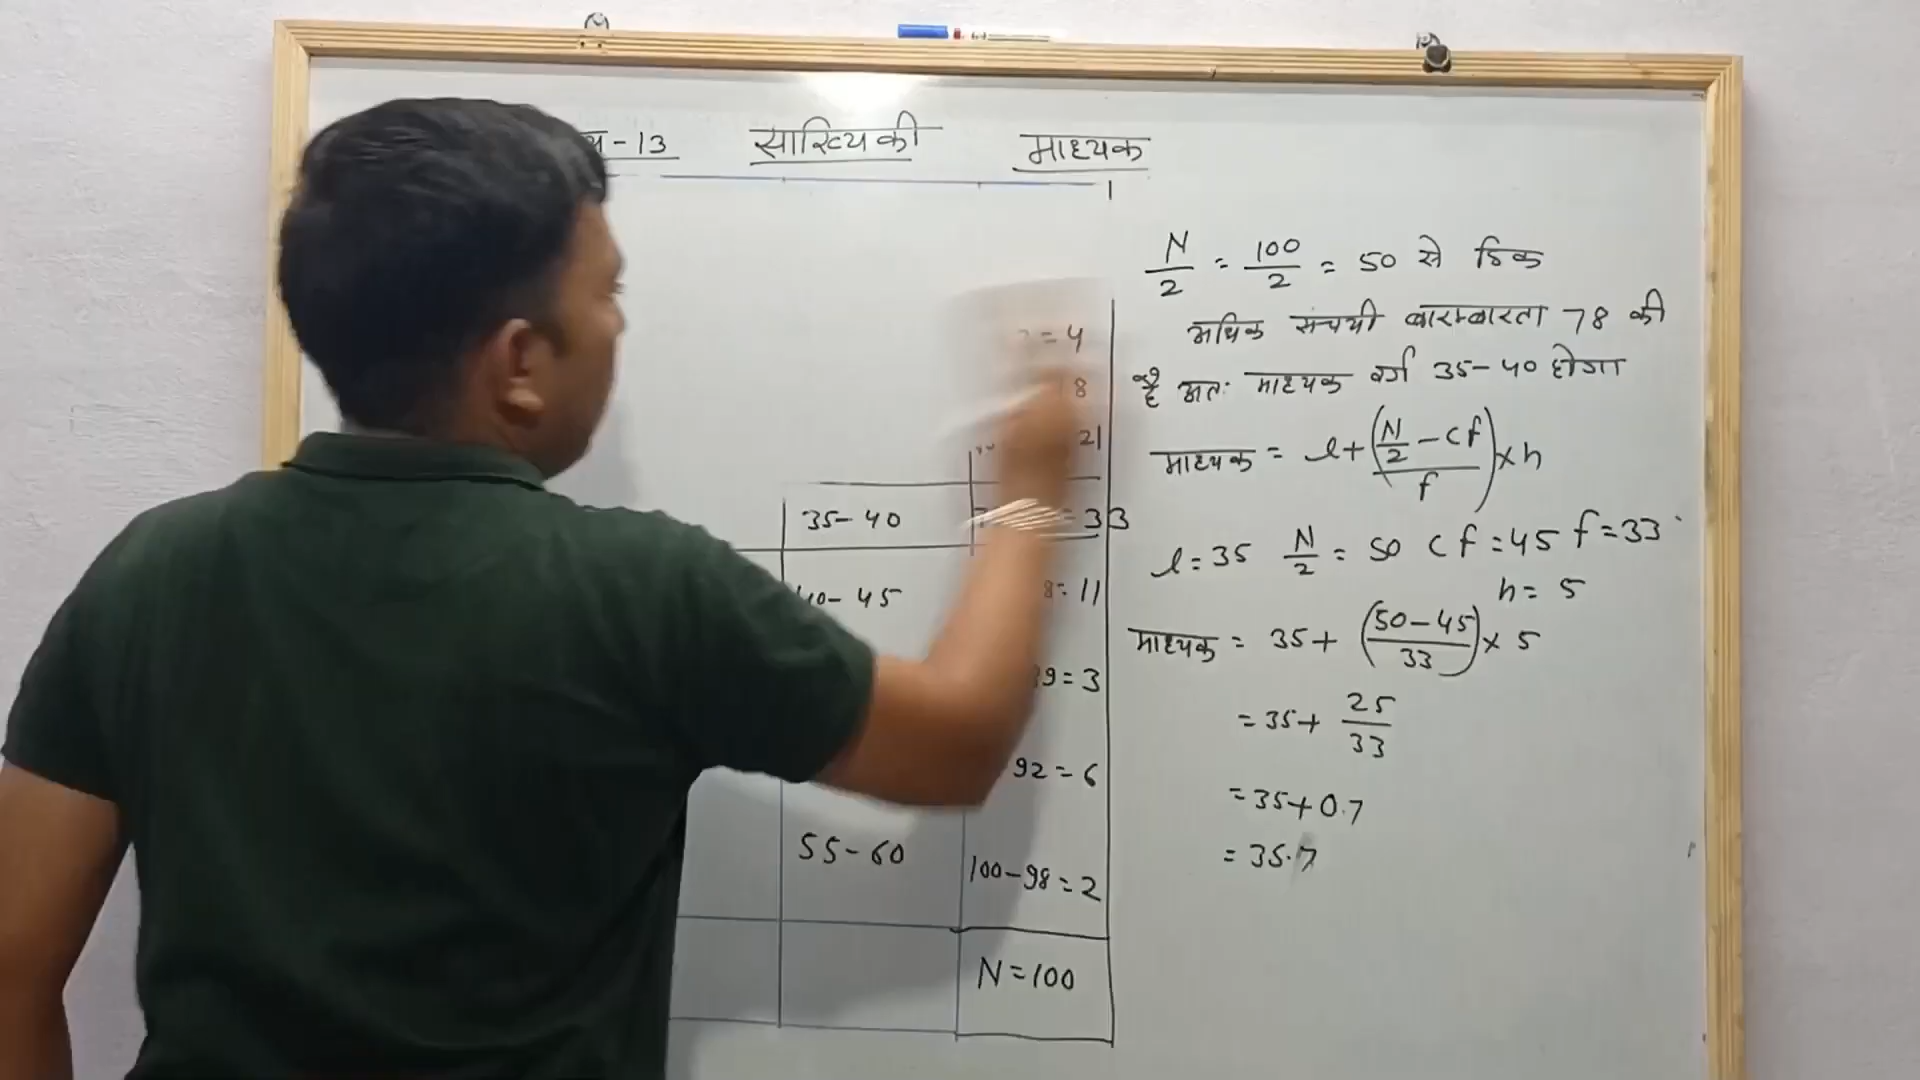 -13 साख्यिकी माध्यक
= 4
8
21
35-40 = 33
40-45 8=11
9=3
92=6
55-60 100-98=2
N=100
N/2 = 100/2 = 50 से ठिक
अधिक संचयी बारम्बारता 78 की
है अतः माध्यक वर्ग 35-40 होगा
माध्यक = l+(N/2-cf/f)×h
l=35 N/2=50 cf=45 f=33
h=5
माध्यक = 35+(50-45/33)×5
=35+25/33
=35+0.7
=35.7